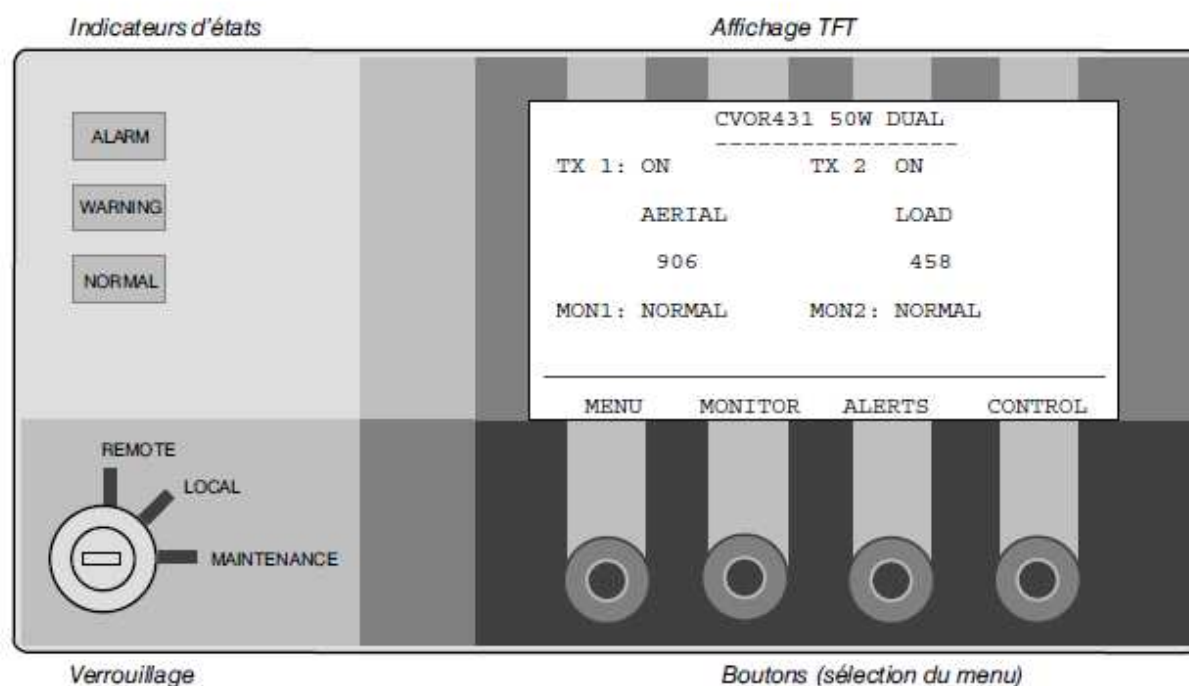 Indicateurs d'états
Affichage TFT
ALARM
WARNING
NORMAL
CVOR431 50W DUAL
------------------
TX 1: ON TX 2 ON
AERIAL LOAD
906 458
MON1: NORMAL MON2: NORMAL
MENU MONITOR ALERTS CONTROL
REMOTE
LOCAL
MAINTENANCE
Verrouillage
Boutons (sélection du menu)